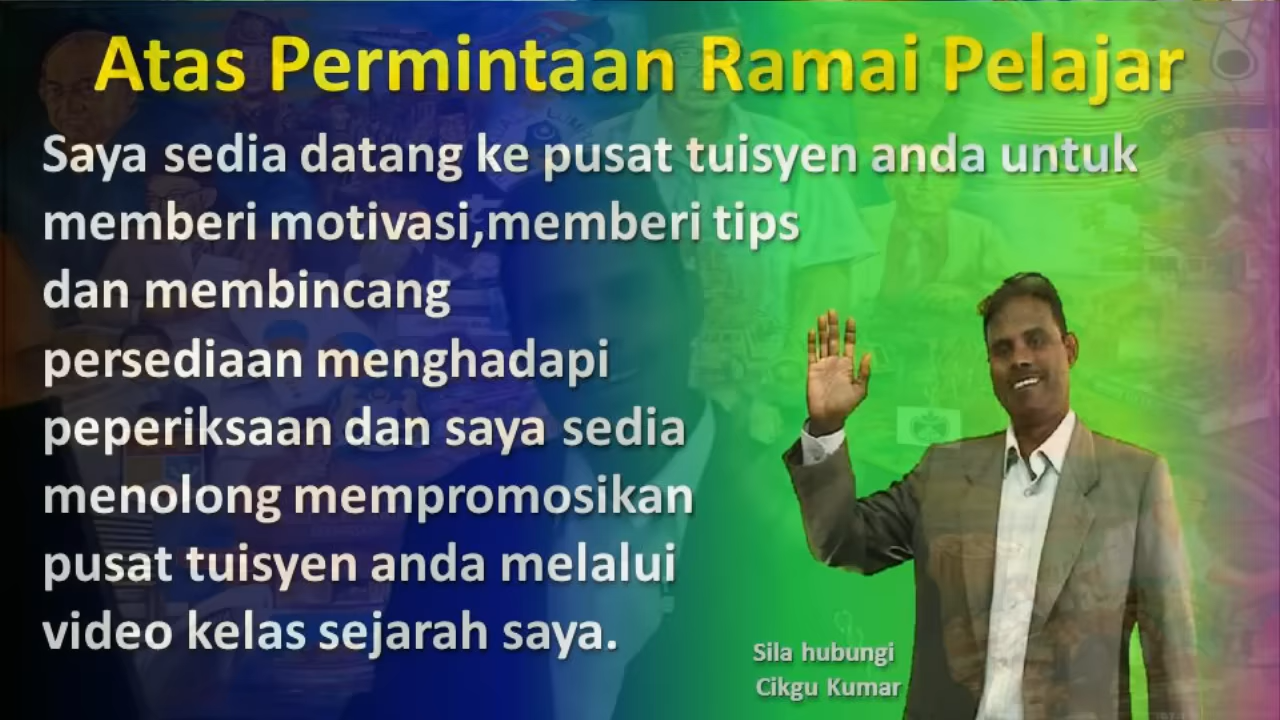 Atas Permintaan Ramai Pelajar
Saya sedia datang ke pusat tuisyen anda untuk
memberi motivasi,memberi tips
dan membincang
persediaan menghadapi
peperiksaan dan saya sedia
menolong mempromosikan
pusat tuisyen anda melalui
video kelas sejarah saya.
Sila hubungi
Cikgu Kumar